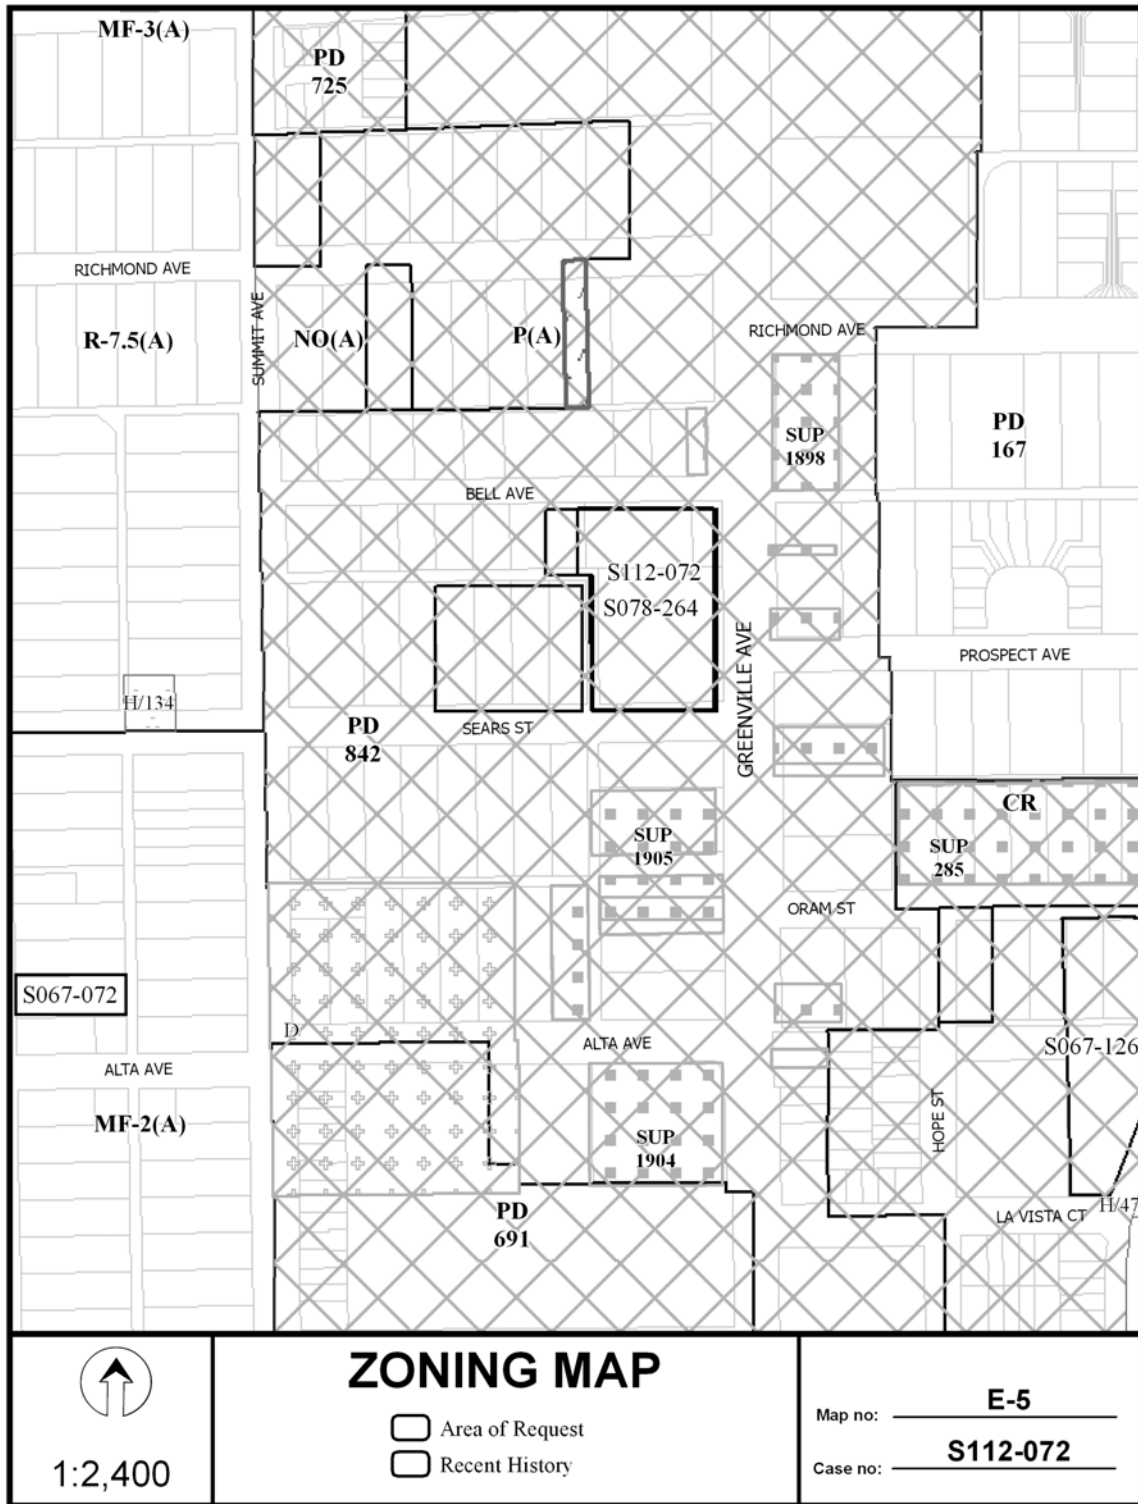 MF-3(A)
PD
725
RICHMOND AVE
SUMMIT AVE
R-7.5(A)
NO(A)
P(A)
RICHMOND AVE
SUP
1898
PD
167
BELL AVE
S112-072
S078-264
GREENVILLE AVE
PROSPECT AVE
H/134
PD
842
SEARS ST
CR
SUP
285
SUP
1905
ORAM ST
S067-072
D
ALTA AVE
S067-126
ALTA AVE
MF-2(A)
HOPE ST
SUP
1904
PD
691
LA VISTA CT
H/47
1:2,400
ZONING MAP
Area of Request
Recent History
Map no: E-5
Case no: S112-072